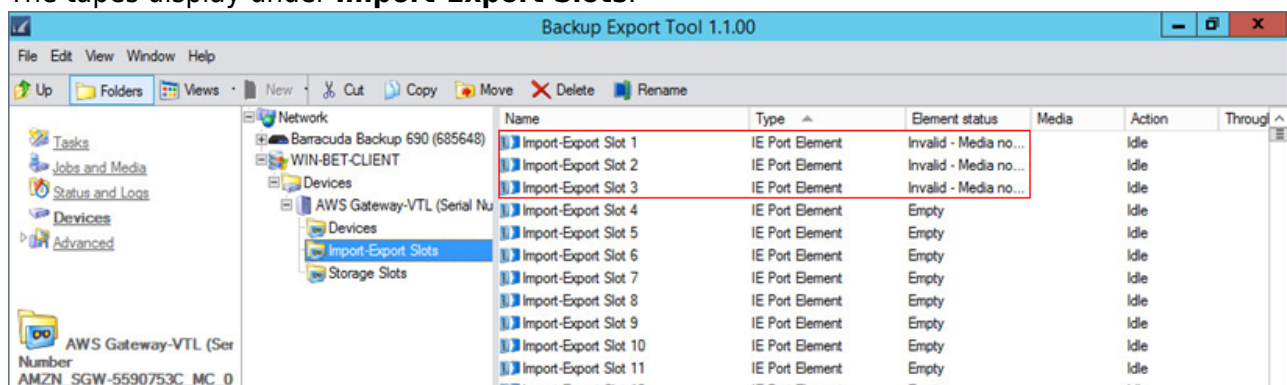 The tapes display under Import-Export Slots.
Backup Export Tool 1.1.00
File Edit View Window Help
Up Folders Views New Cut Copy Move Delete Rename
Tasks
Jobs and Media
Status and Logs
Devices
Advanced
AWS Gateway-VTL (Ser
Number
AMZN_SGW-5590753C_MC_0
Network
Barracuda Backup 690 (685648)
WIN-BET-CLIENT
Devices
AWS Gateway-VTL (Serial Nu
Devices
Import-Export Slots
Storage Slots
Name Type Element status Media Action Througl
Import-Export Slot 1 IE Port Element Invalid - Media no... Idle
Import-Export Slot 2 IE Port Element Invalid - Media no... Idle
Import-Export Slot 3 IE Port Element Invalid - Media no... Idle
Import-Export Slot 4 IE Port Element Empty Idle
Import-Export Slot 5 IE Port Element Empty Idle
Import-Export Slot 6 IE Port Element Empty Idle
Import-Export Slot 7 IE Port Element Empty Idle
Import-Export Slot 8 IE Port Element Empty Idle
Import-Export Slot 9 IE Port Element Empty Idle
Import-Export Slot 10 IE Port Element Empty Idle
Import-Export Slot 11 IE Port Element Empty Idle